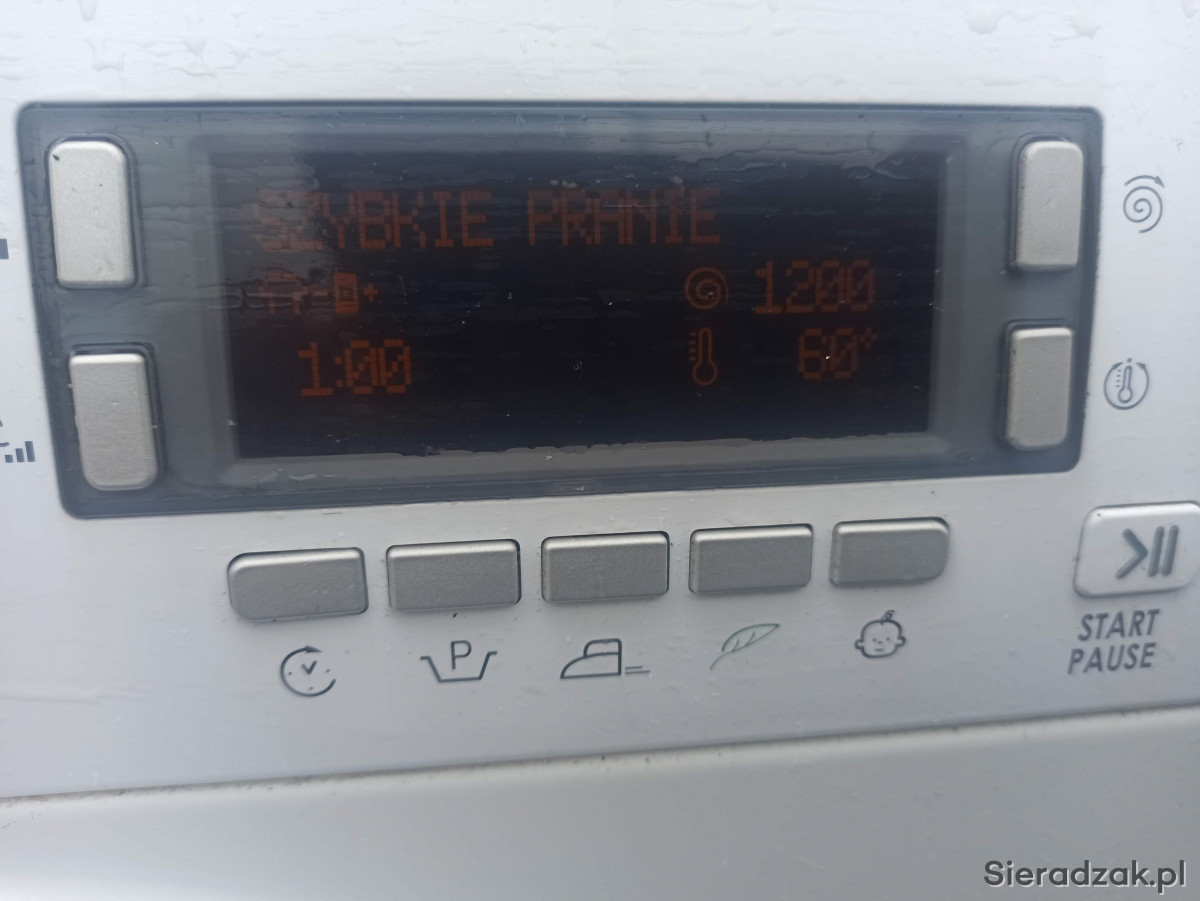 SZYBKIE PRANIE
1200
1:00
60°
P
START
PAUSE
Sieradzak.pl